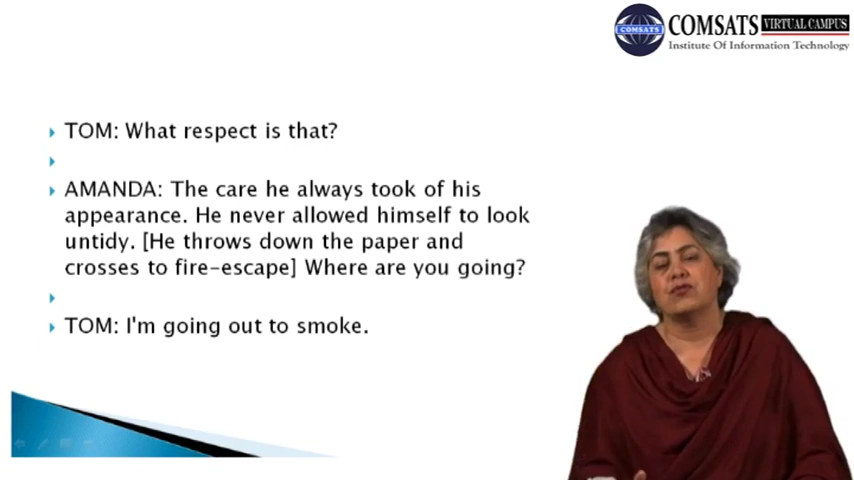 COMSATS VIRTUAL CAMPUS
COMSATS
Institute Of Information Technology
TOM: What respect is that?
AMANDA: The care he always took of his
appearance. He never allowed himself to look
untidy. [He throws down the paper and
crosses to fire-escape] Where are you going?
TOM: I'm going out to smoke.